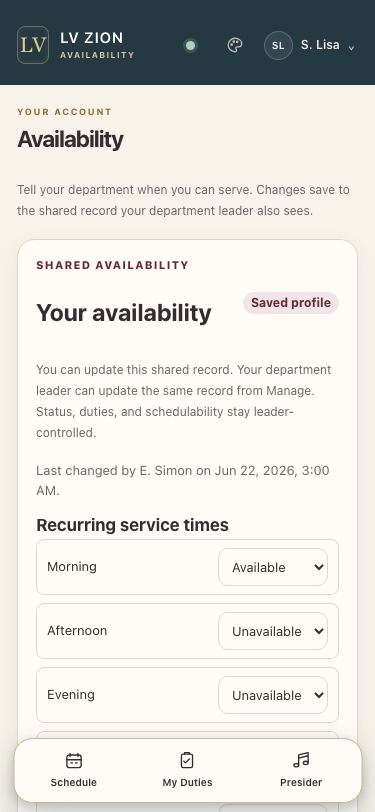 LV
LV ZION
AVAILABILITY
SL
S. Lisa
YOUR ACCOUNT
Availability
Tell your department when you can serve. Changes save to
the shared record your department leader also sees.
SHARED AVAILABILITY
Your availability
Saved profile
You can update this shared record. Your department
leader can update the same record from Manage.
Status, duties, and schedulability stay leader-
controlled.
Last changed by E. Simon on Jun 22, 2026, 3:00
AM.
Recurring service times
Morning
Available
Afternoon
Unavailable
Evening
Unavailable
Schedule
My Duties
Presider